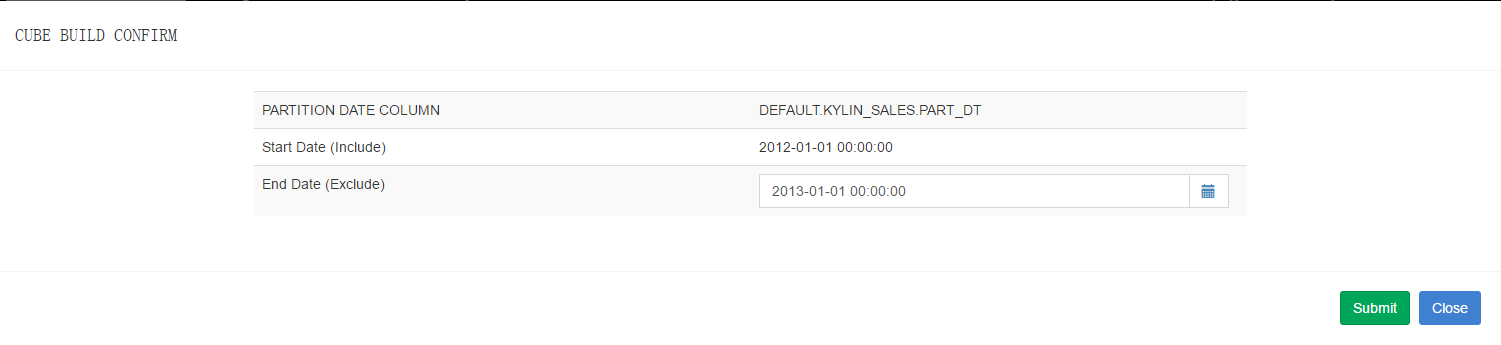 CUBE BUILD CONFIRM
PARTITION DATE COLUMN DEFAULT.KYLIN_SALES.PART_DT
Start Date (Include) 2012-01-01 00:00:00
End Date (Exclude) 2013-01-01 00:00:00
Submit Close